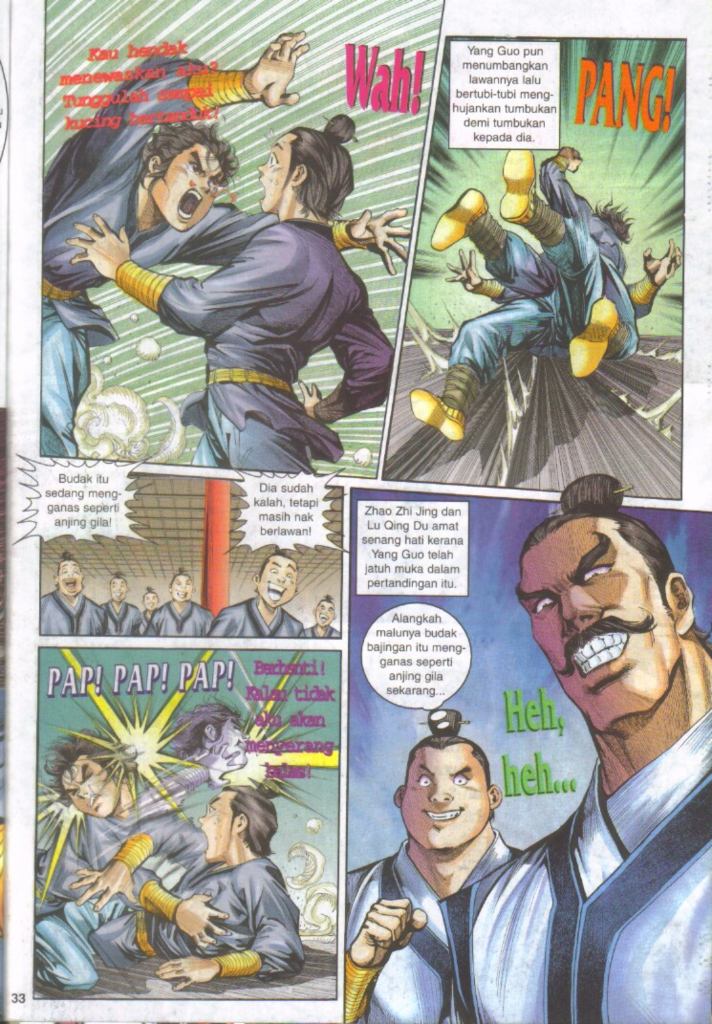 Kau hendak
menewaskan aku?
Tunggulah sampai
kucing bertanduk!
Wah!
Yang Guo pun
menumbangkan
lawannya lalu
bertubi-tubi meng-
hujankan tumbukan
demi tumbukan
kepada dia.
PANG!
Budak itu
sedang meng-
ganas seperti
anjing gila!
Dia sudah
kalah, tetapi
masih nak
berlawan!
Zhao Zhi Jing dan
Lu Qing Du amat
senang hati kerana
Yang Guo telah
jatuh muka dalam
pertandingan itu.
Alangkah
malunya budak
bajingan itu meng-
ganas seperti
anjing gila
sekarang...
Heh,
heh...
PAP! PAP! PAP!
Berhenti!
Kalau tidak
aku akan
menyerang
balas!
33